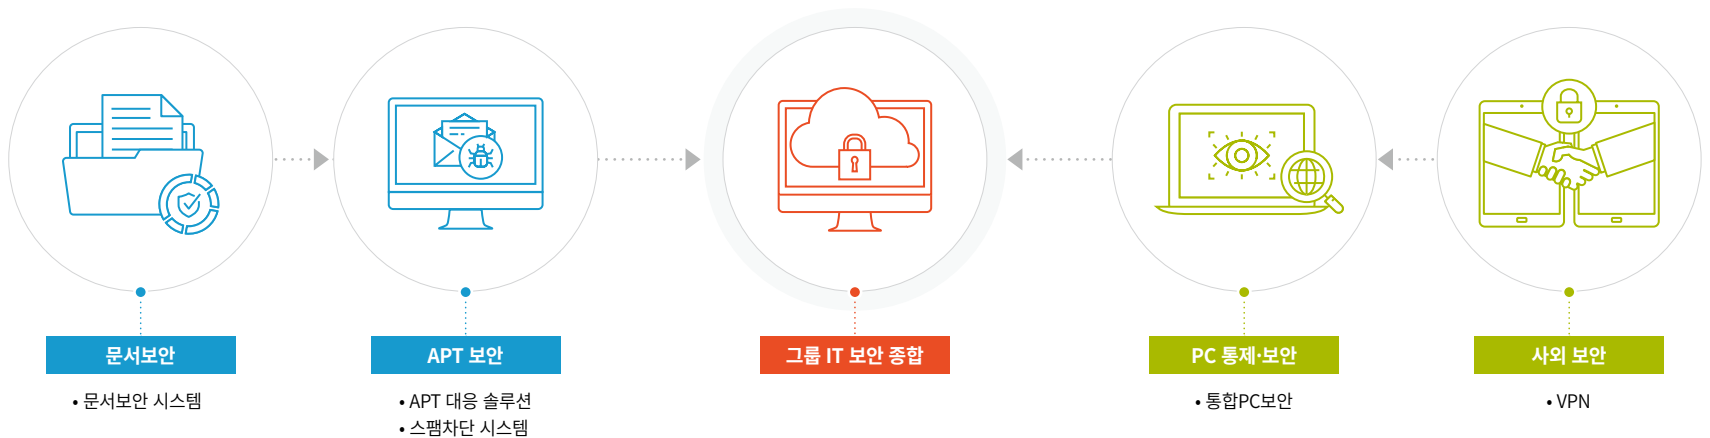 문서보안
• 문서보안 시스템
APT 보안
• APT 대응 솔루션
• 스팸차단 시스템
그룹 IT 보안 종합
PC 통제·보안
• 통합PC보안
사외 보안
• VPN